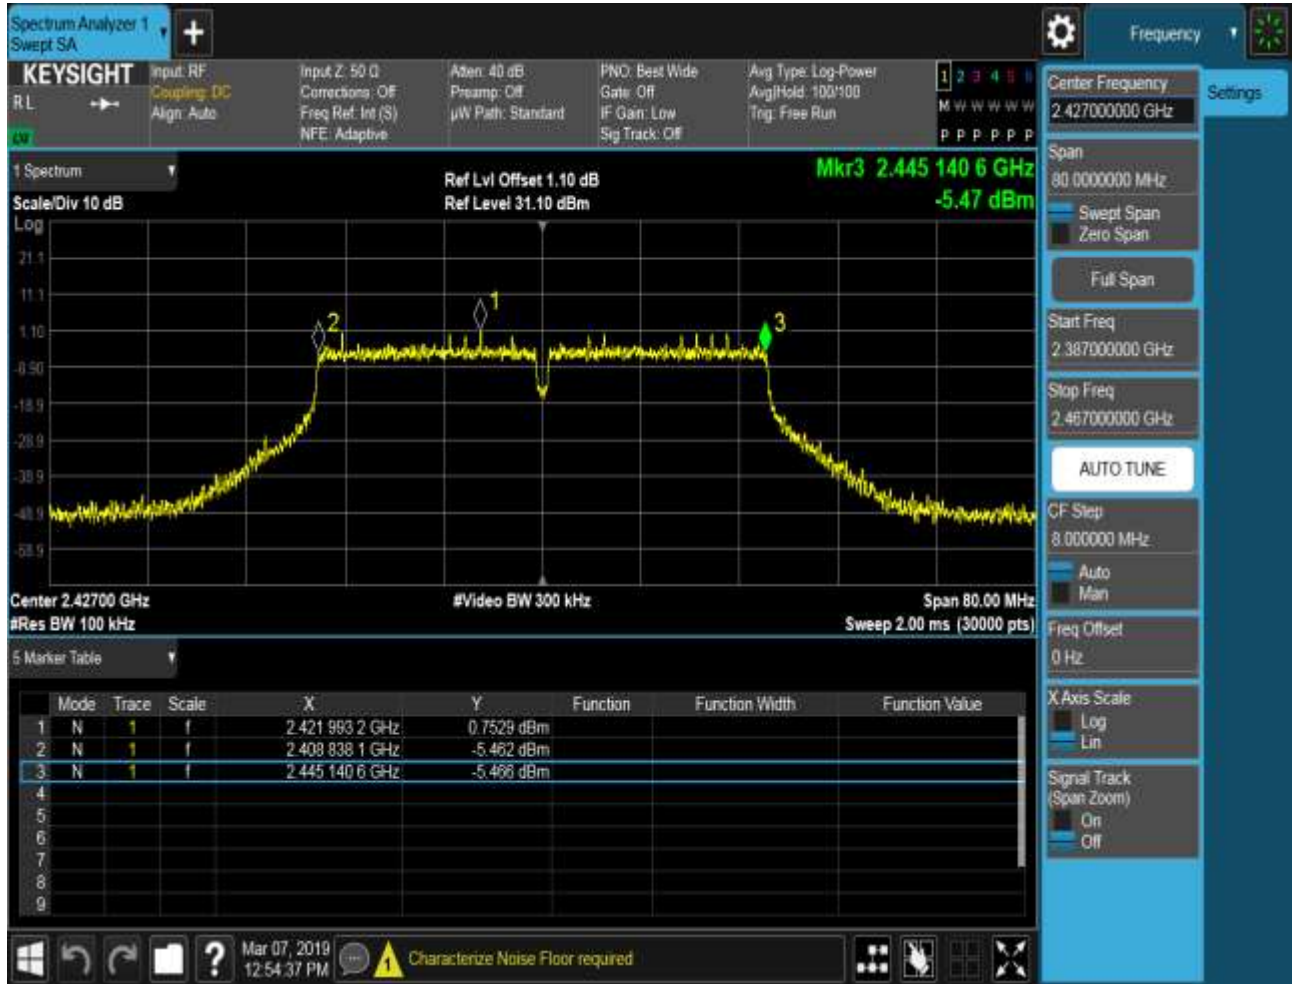 Spectrum Analyzer 1
Swept SA
+
Frequency
KEYSIGHT
R L
Input: RF
Coupling: DC
Align: Auto
Input Z: 50 Ω
Corrections: Off
Freq Ref: Int (S)
NFE: Adaptive
Atten: 40 dB
Preamp: Off
µW Path: Standard
PNO: Best Wide
Gate: Off
IF Gain: Low
Sig Track: Off
Avg Type: Log-Power
Avg|Hold: 100/100
Trig: Free Run
1 2 3 4 5 6
M W W W W W
P P P P P P
1 Spectrum
Scale/Div 10 dB
Ref Lvl Offset 1.10 dB
Ref Level 31.10 dBm
Mkr3 2.445 140 6 GHz
-5.47 dBm
Log
21.1
11.1
1.10
-8.90
-18.9
-28.9
-38.9
-48.9
-58.9
2
1
3
Center 2.42700 GHz
#Res BW 100 kHz
#Video BW 300 kHz
Span 80.00 MHz
Sweep 2.00 ms (30000 pts)
5 Marker Table
Mode Trace Scale X Y Function Function Width Function Value
1 N 1 f 2.421 993 2 GHz 0.7529 dBm
2 N 1 f 2.408 838 1 GHz -5.462 dBm
3 N 1 f 2.445 140 6 GHz -5.466 dBm
4
5
6
7
8
9
Mar 07, 2019
12:54:37 PM
?
1
Characterize Noise Floor required
Center Frequency
2.427000000 GHz
Settings
Span
80.0000000 MHz
Swept Span
Zero Span
Full Span
Start Freq
2.387000000 GHz
Stop Freq
2.467000000 GHz
AUTO TUNE
CF Step
8.000000 MHz
Auto
Man
Freq Offset
0 Hz
X Axis Scale
Log
Lin
Signal Track
(Span Zoom)
On
Off